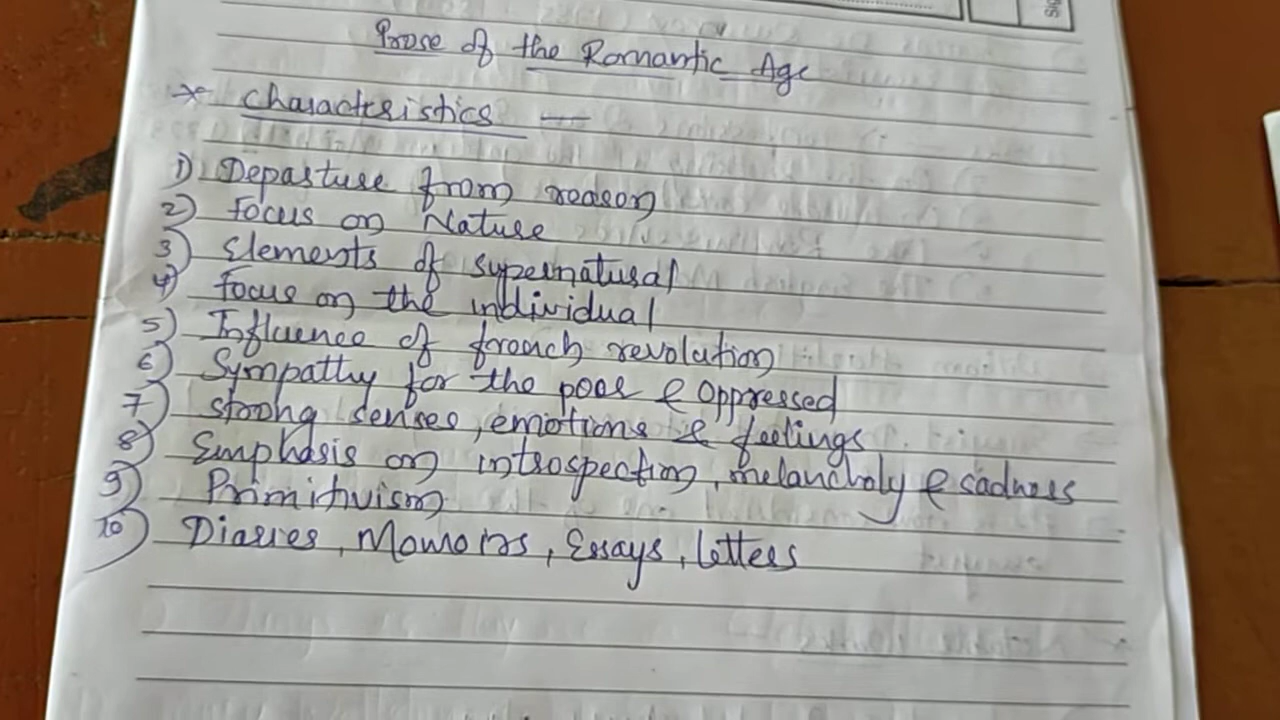 Prose of the Romantic Age
* Characteristics —
1) Departure from reason
2) Focus on Nature
3) Elements of supernatural
4) Focus on the individual
5) Influence of french revolution
6) Sympathy for the poor & oppressed
7) strong senses, emotions & feelings
8) Emphasis on introspection, melancholy & sadness
9) Primitivism
10) Diaries, Memoirs, Essays, letters